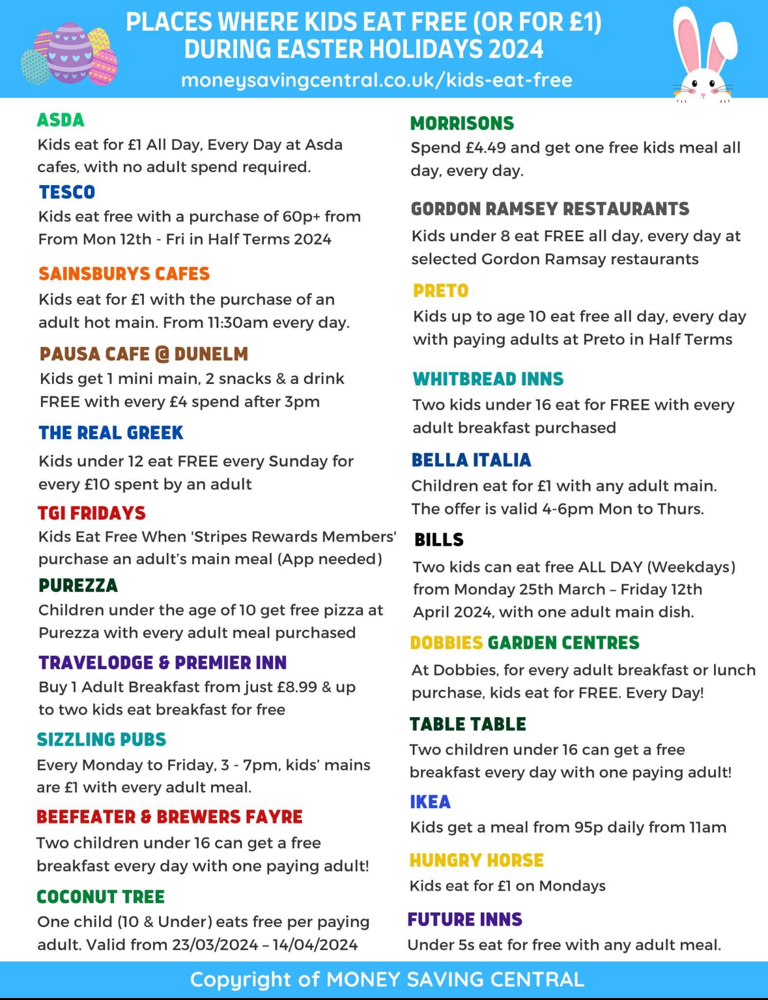 PLACES WHERE KIDS EAT FREE (OR FOR £1)
DURING EASTER HOLIDAYS 2024
moneysavingcentral.co.uk/kids-eat-free
ASDA
Kids eat for £1 All Day, Every Day at Asda
cafes, with no adult spend required.
TESCO
Kids eat free with a purchase of 60p+ from
From Mon 12th - Fri in Half Terms 2024
SAINSBURYS CAFES
Kids eat for £1 with the purchase of an
adult hot main. From 11:30am every day.
PAUSA CAFE @ DUNELM
Kids get 1 mini main, 2 snacks & a drink
FREE with every £4 spend after 3pm
THE REAL GREEK
Kids under 12 eat FREE every Sunday for
every £10 spent by an adult
TGI FRIDAYS
Kids Eat Free When 'Stripes Rewards Members'
purchase an adult’s main meal (App needed)
PUREZZA
Children under the age of 10 get free pizza at
Purezza with every adult meal purchased
TRAVELODGE & PREMIER INN
Buy 1 Adult Breakfast from just £8.99 & up
to two kids eat breakfast for free
SIZZLING PUBS
Every Monday to Friday, 3 - 7pm, kids’ mains
are £1 with every adult meal.
BEEFEATER & BREWERS FAYRE
Two children under 16 can get a free
breakfast every day with one paying adult!
COCONUT TREE
One child (10 & Under) eats free per paying
adult. Valid from 23/03/2024 – 14/04/2024
MORRISONS
Spend £4.49 and get one free kids meal all
day, every day.
GORDON RAMSEY RESTAURANTS
Kids under 8 eat FREE all day, every day at
selected Gordon Ramsay restaurants
PRETO
Kids up to age 10 eat free all day, every day
with paying adults at Preto in Half Terms
WHITBREAD INNS
Two kids under 16 eat for FREE with every
adult breakfast purchased
BELLA ITALIA
Children eat for £1 with any adult main.
The offer is valid 4-6pm Mon to Thurs.
BILLS
Two kids can eat free ALL DAY (Weekdays)
from Monday 25th March – Friday 12th
April 2024, with one adult main dish.
DOBBIES GARDEN CENTRES
At Dobbies, for every adult breakfast or lunch
purchase, kids eat for FREE. Every Day!
TABLE TABLE
Two children under 16 can get a free
breakfast every day with one paying adult!
IKEA
Kids get a meal from 95p daily from 11am
HUNGRY HORSE
Kids eat for £1 on Mondays
FUTURE INNS
Under 5s eat for free with any adult meal.
Copyright of MONEY SAVING CENTRAL